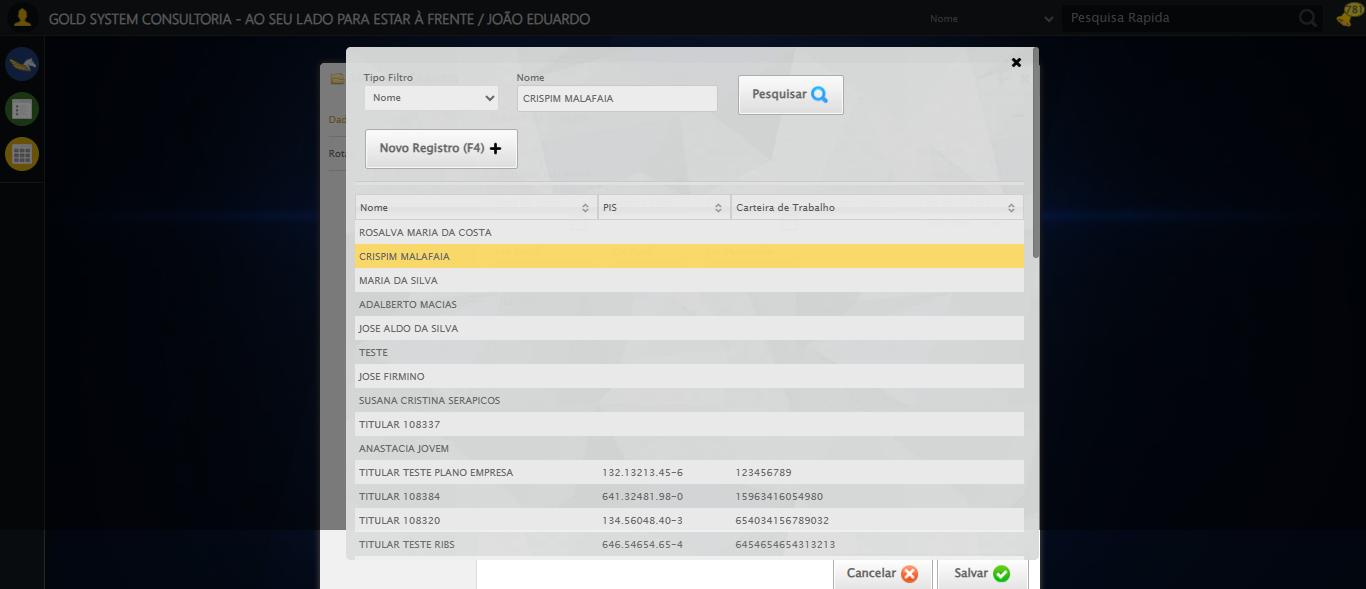 GOLD SYSTEM CONSULTORIA - AO SEU LADO PARA ESTAR À FRENTE / JOÃO EDUARDO
Nome
Pesquisa Rapida
781
Tipo Filtro
Nome
Nome
CRISPIM MALAFAIA
Pesquisar
Novo Registro (F4)
Nome PIS Carteira de Trabalho
ROSALVA MARIA DA COSTA
CRISPIM MALAFAIA
MARIA DA SILVA
ADALBERTO MACIAS
JOSE ALDO DA SILVA
TESTE
JOSE FIRMINO
SUSANA CRISTINA SERAPICOS
TITULAR 108337
ANASTACIA JOVEM
TITULAR TESTE PLANO EMPRESA 132.13213.45-6 123456789
TITULAR 108384 641.32481.98-0 15963416054980
TITULAR 108320 134.56048.40-3 654034156789032
TITULAR TESTE RIBS 646.54654.65-4 6454654654313213
Cancelar
Salvar